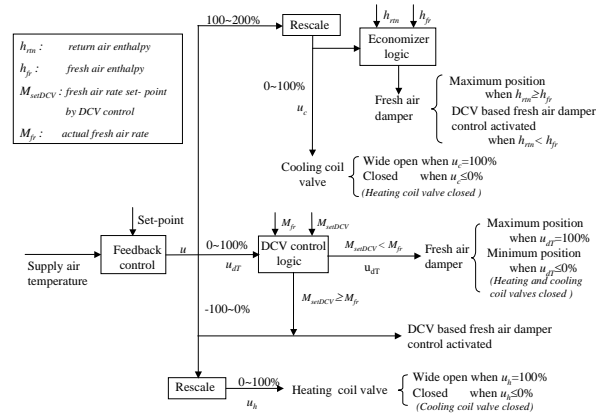 h_rtn : return air enthalpy
h_fr : fresh air enthalpy
M_setDCV : fresh air rate set- point
by DCV control
M_fr : actual fresh air rate
100~200%
Rescale
h_rtn
h_fr
Economizer
logic
0~100%
u_c
Fresh air
damper
Maximum position
when h_rtn≥h_fr
DCV based fresh air damper
control activated
when h_rtn< h_fr
Cooling coil
valve
Wide open when u_c=100%
Closed when u_c≤0%
(Heating coil valve closed )
Set-point
Supply air
temperature
Feedback
control
u
0~100%
u_dT
M_fr
M_setDCV
DCV control
logic
M_setDCV< M_fr
u_dT
Fresh air
damper
Maximum position
when u_dT=100%
Minimum position
when u_dT≤0%
(Heating and cooling
coil valves closed )
M_setDCV≥M_fr
-100~0%
DCV based fresh air damper
control activated
Rescale
0~100%
u_h
Heating coil valve
Wide open when u_h=100%
Closed when u_h≤0%
(Cooling coil valve closed)